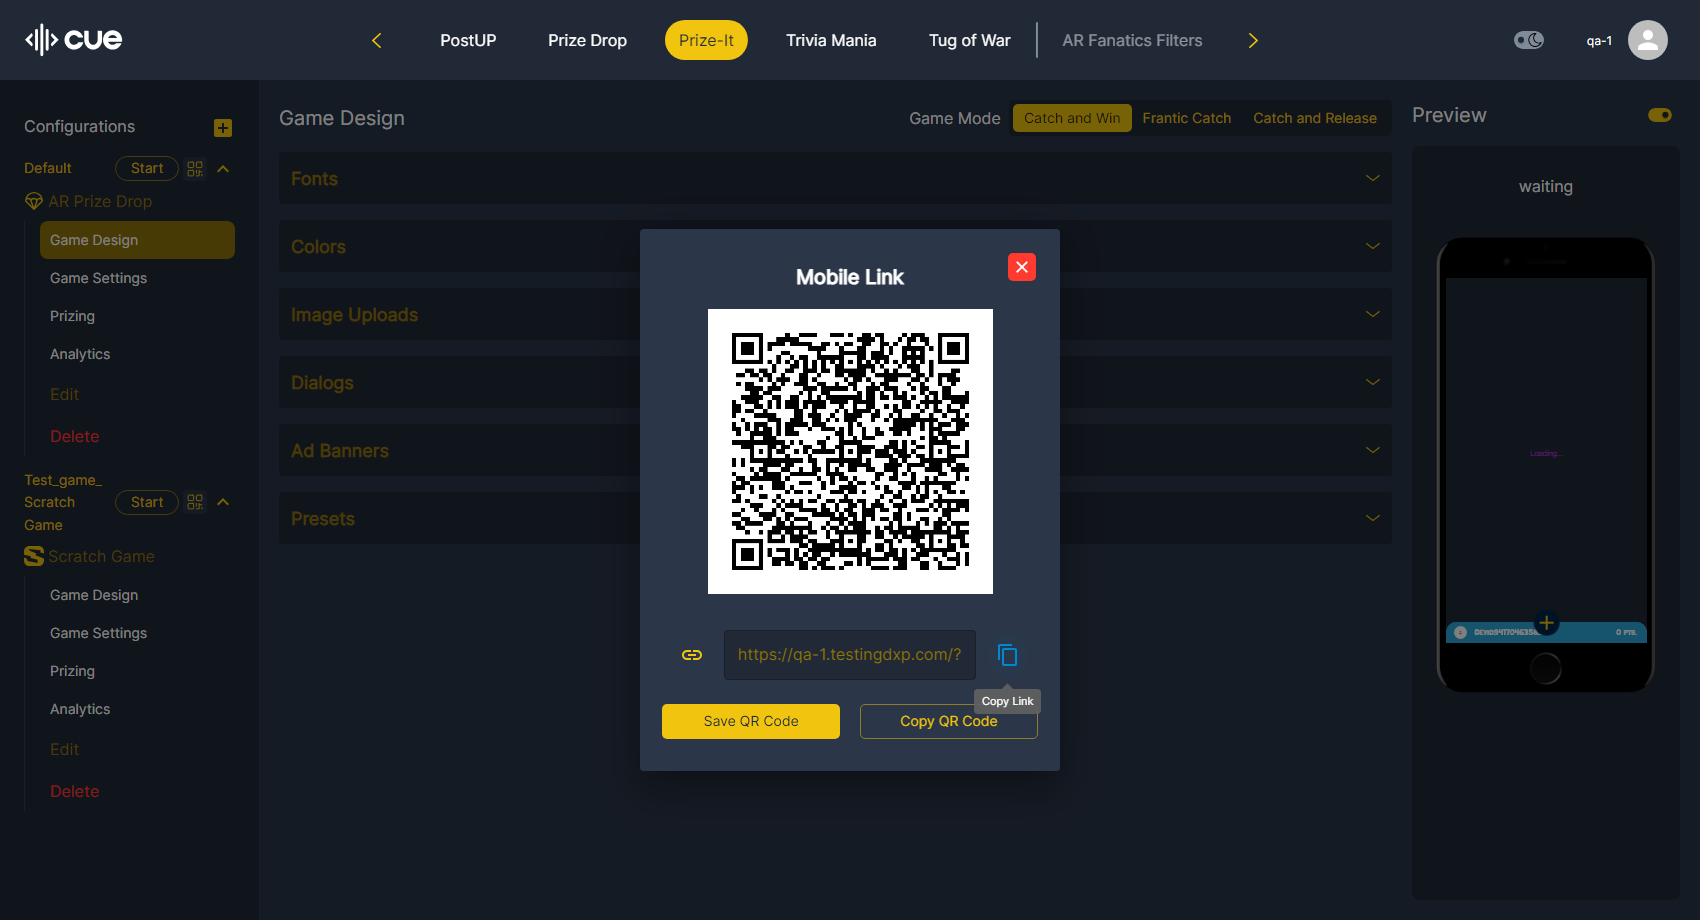 cue
PostUP
Prize Drop
Prize-It
Trivia Mania
Tug of War
AR Fanatics Filters
qa-1
Configurations
Default
Start
AR Prize Drop
Game Design
Game Settings
Prizing
Analytics
Edit
Delete
Test_game_
Scratch
Game
Start
Scratch Game
Game Design
Game Settings
Prizing
Analytics
Edit
Delete
Game Design
Game Mode
Catch and Win
Frantic Catch
Catch and Release
Fonts
Colors
Image Uploads
Dialogs
Ad Banners
Presets
Mobile Link
https://qa-1.testingdxp.com/?
Copy Link
Save QR Code
Copy QR Code
Preview
waiting
Loading...
0 PTS.